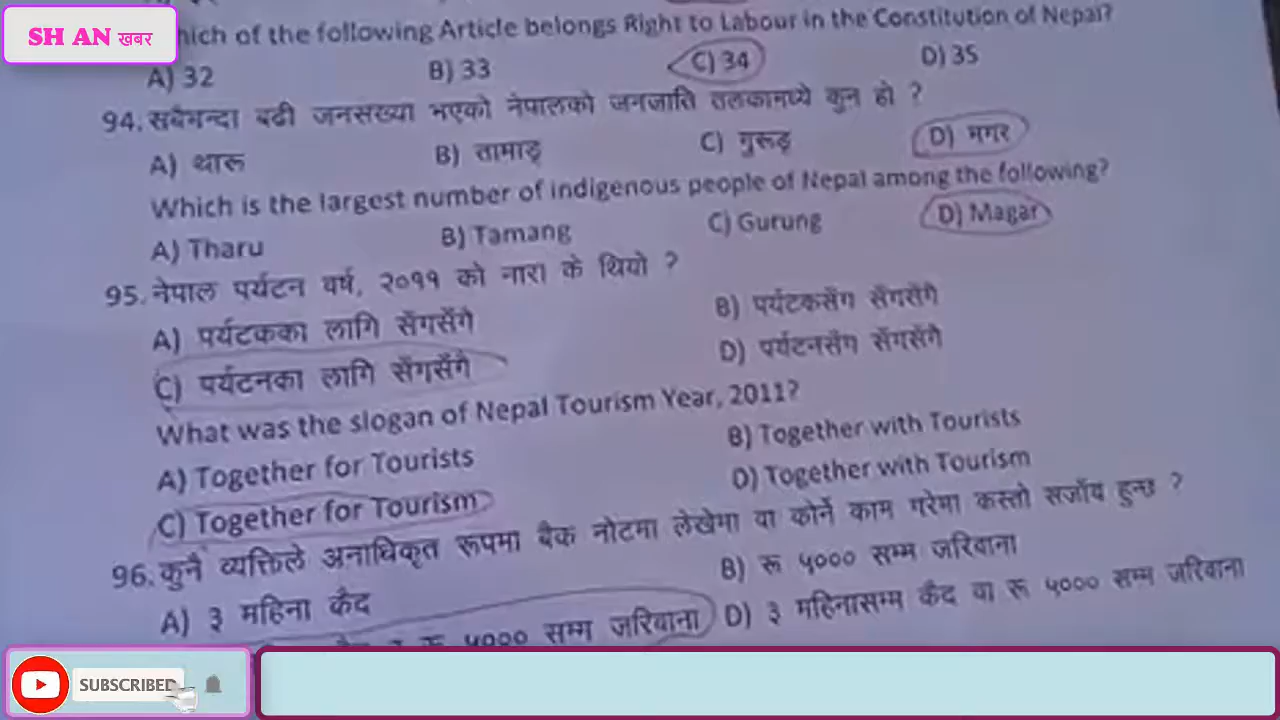 SH AN खबर
hich of the following Article belongs Right to Labour in the Constitution of Nepal?
A) 32 B) 33 C) 34 D) 35
94. सबैभन्दा बढी जनसख्या भएको नेपालको जनजाति तलकामध्ये कुन हो ?
A) थारू B) तामाङ्ग C) गुरूङ्ग D) मगर
Which is the largest number of indigenous people of Nepal among the following?
A) Tharu B) Tamang C) Gurung D) Magar
95. नेपाल पर्यटन वर्ष, २०११ को नारा के थियो ?
A) पर्यटकका लागि सँगसँगै B) पर्यटकसँग सँगसँगै
C) पर्यटनका लागि सँगसँगै D) पर्यटनसँग सँगसँगै
What was the slogan of Nepal Tourism Year, 2011?
A) Together for Tourists B) Together with Tourists
C) Together for Tourism D) Together with Tourism
96. कुनै व्यक्तिले अनाधिकृत रूपमा बैक नोटमा लेखेमा वा कोर्ने काम गरेमा कस्तो सजाँय हुन्छ ?
A) ३ महिना कैद B) रू ५००० सम्म जरिवाना
रू ५००० सम्म जरिवाना D) ३ महिनासम्म कैद वा रू ५००० सम्म जरिवाना
SUBSCRIBED